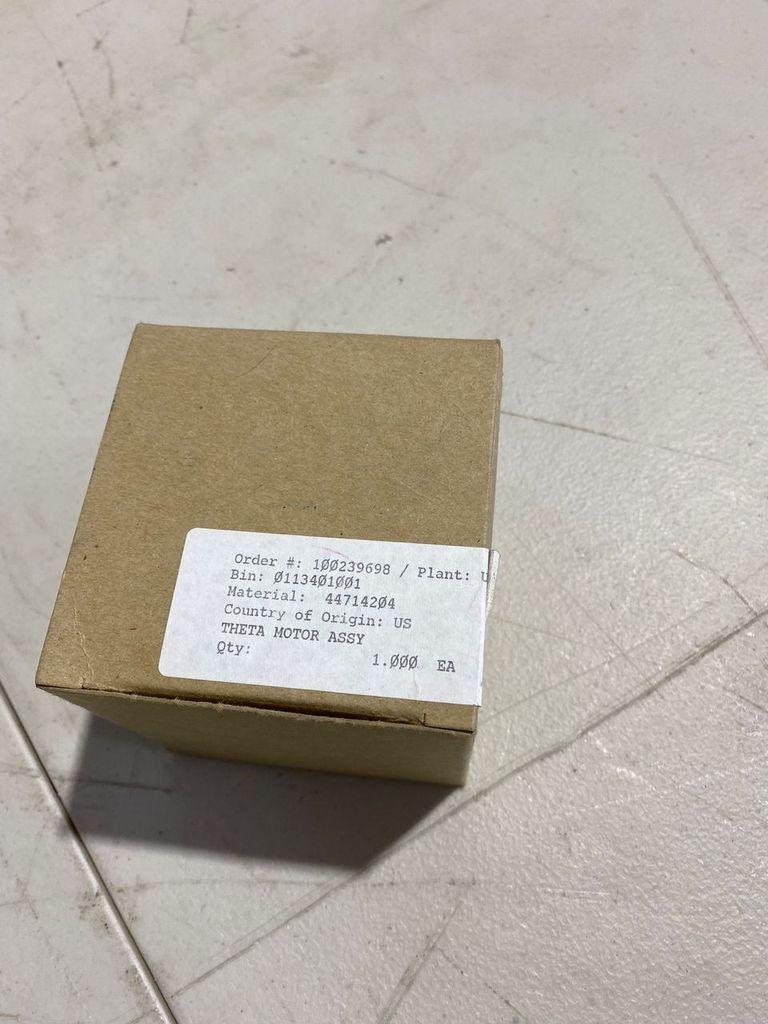 Order #: 100239698 / Plant:
Bin: 0113401001
Material: 44714204
Country of Origin: US
THETA MOTOR ASSY
Qty: 1.000 EA